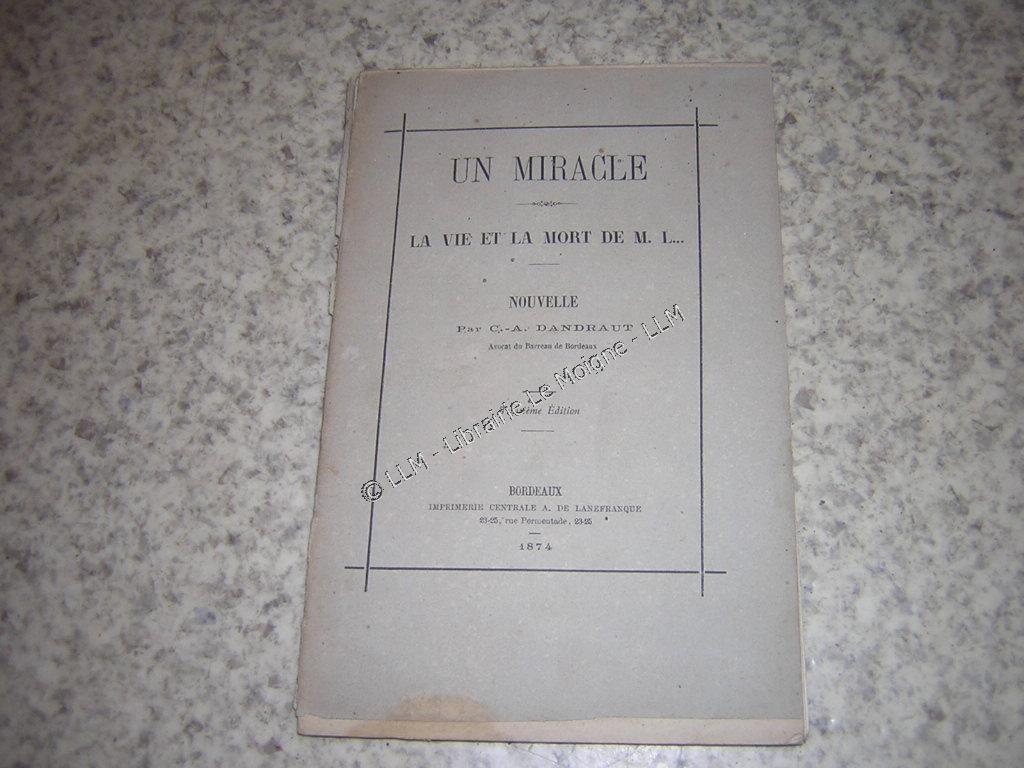 UN MIRACLE
LA VIE ET LA MORT DE M. L...
NOUVELLE
Par C.-A. DANDRAUT
Avocat du Barreau de Bordeaux
Édition
© LLM - Librairie Le Moigne - LLM
BORDEAUX
IMPRIMERIE CENTRALE A. DE LANEFRANQUE
23-25, rue Permentade, 23-25
1874